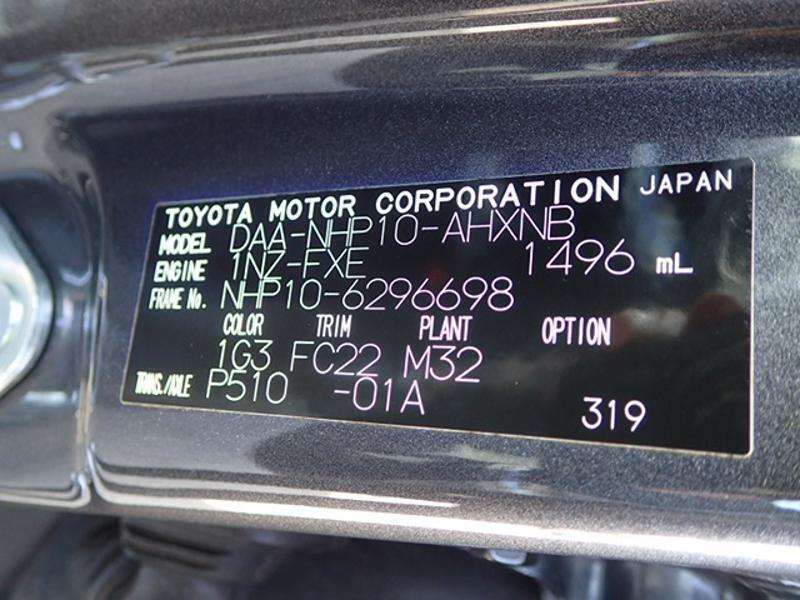 TOYOTA MOTOR CORPORATION JAPAN
MODEL DAA-NHP10-AHXNB
ENGINE 1NZ-FXE 1496 mL
FRAME No. NHP10-6296698
COLOR TRIM PLANT OPTION
1G3 FC22 M32
TRANS./AXLE P510 -01A 319